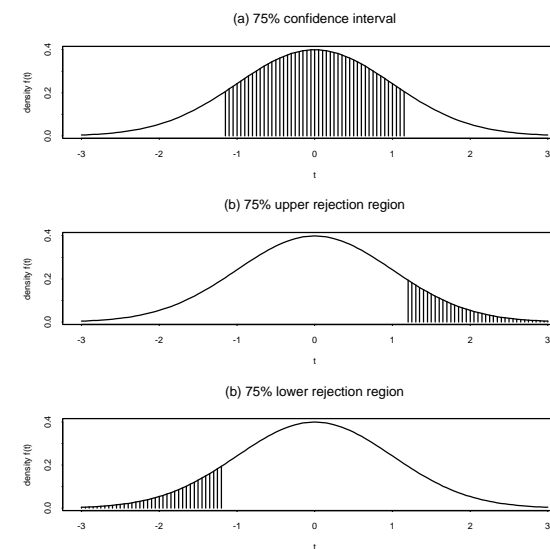 (a) 75% confidence interval
density f(t)
0.4
0.2
0.0
-3 -2 -1 0 1 2 3
t
(b) 75% upper rejection region
density f(t)
0.4
0.2
0.0
-3 -2 -1 0 1 2 3
t
(b) 75% lower rejection region
density f(t)
0.4
0.2
0.0
-3 -2 -1 0 1 2 3
t